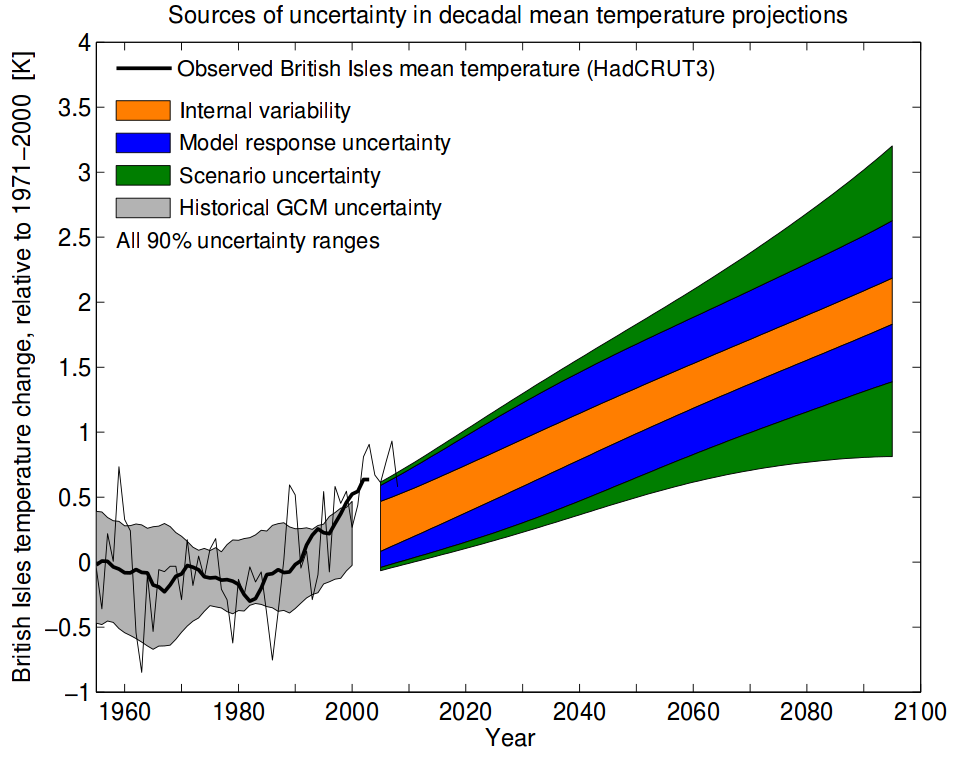 Sources of uncertainty in decadal mean temperature projections
British Isles temperature change, relative to 1971−2000 [K]
4
3.5
3
2.5
2
1.5
1
0.5
0
−0.5
−1
Observed British Isles mean temperature (HadCRUT3)
Internal variability
Model response uncertainty
Scenario uncertainty
Historical GCM uncertainty
All 90% uncertainty ranges
1960 1980 2000 2020 2040 2060 2080 2100
Year